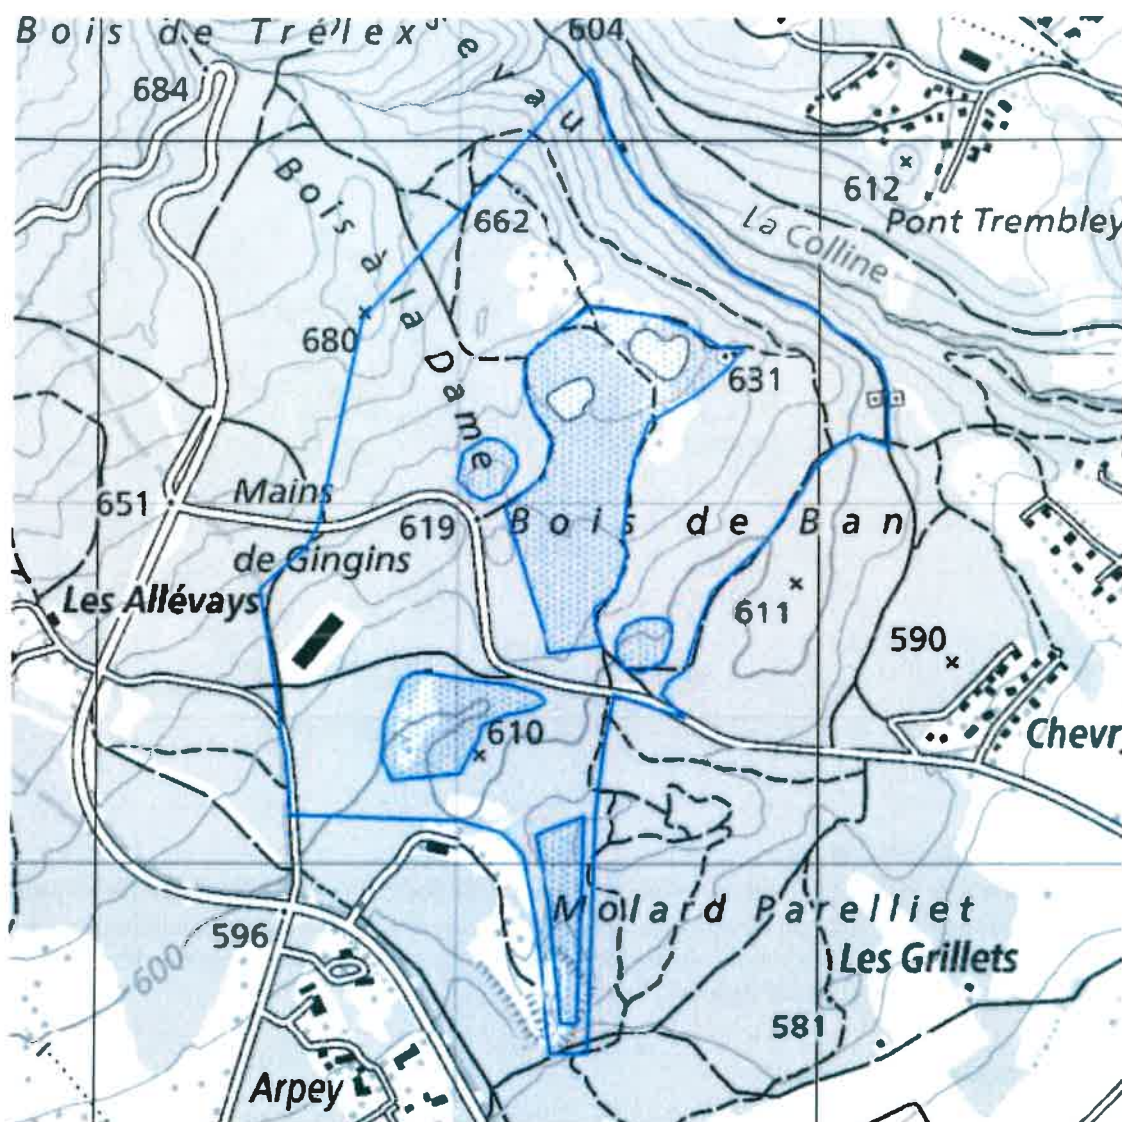 Bois de Trélex
604
684
vau
612
Pont Trembley
Bois à la Dame
662
La Colline
680
631
651
Mains
de Gingins
619
Bois de Ban
Les Allévays
611
590
610
Chevr
Molard Parelliet
596
600
Les Grillets
581
Arpey